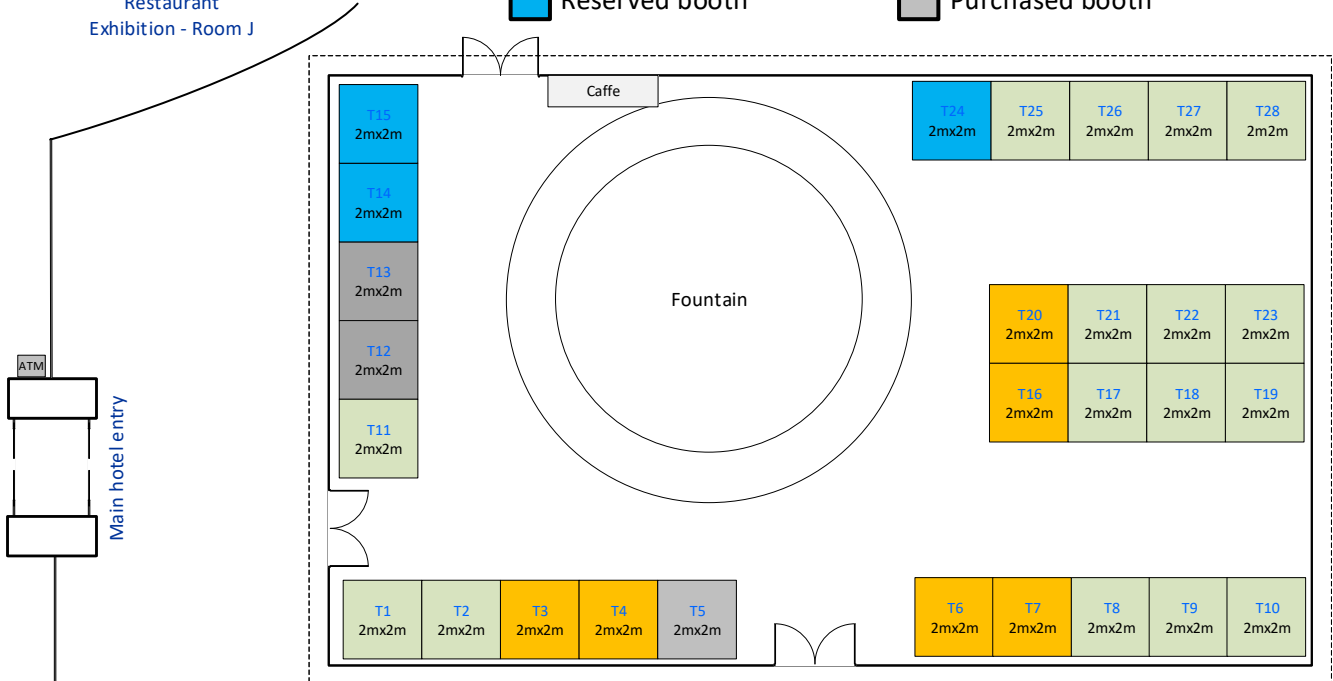 Restaurant
Exhibition - Room J
Reserved booth
Purchased booth
Caffe
T15
2mx2m
T14
2mx2m
T13
2mx2m
T12
2mx2m
T11
2mx2m
Fountain
T24
2mx2m
T25
2mx2m
T26
2mx2m
T27
2mx2m
T28
2m2m
T20
2mx2m
T21
2mx2m
T22
2mx2m
T23
2mx2m
T16
2mx2m
T17
2mx2m
T18
2mx2m
T19
2mx2m
ATM
Main hotel entry
T1
2mx2m
T2
2mx2m
T3
2mx2m
T4
2mx2m
T5
2mx2m
T6
2mx2m
T7
2mx2m
T8
2mx2m
T9
2mx2m
T10
2mx2m